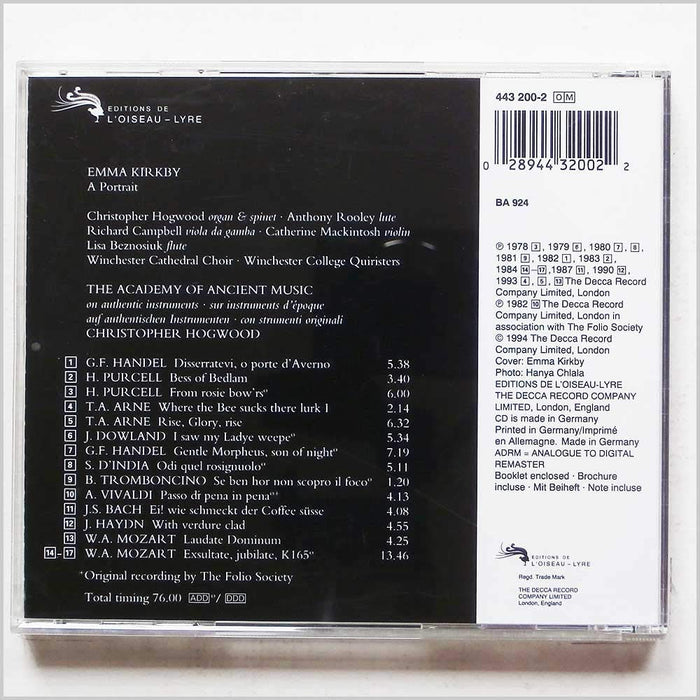 EDITIONS DE
L'OISEAU-LYRE
EMMA KIRKBY
A Portrait
Christopher Hogwood organ & spinet · Anthony Rooley lute
Richard Campbell viola da gamba · Catherine Mackintosh violin
Lisa Beznosiuk flute
Winchester Cathedral Choir · Winchester College Quiristers
THE ACADEMY OF ANCIENT MUSIC
on authentic instruments · sur instruments d'époque
auf authentischen Instrumenten · con strumenti originali
CHRISTOPHER HOGWOOD
1 G.F. HANDEL Disserratevi, o porte d'Averno 5.38
2 H. PURCELL Bess of Bedlam 3.40
3 H. PURCELL From rosie bow'rs° 6.00
4 T.A. ARNE Where the Bee sucks there lurk I 2.14
5 T.A. ARNE Rise, Glory, rise 6.32
6 J. DOWLAND I saw my Ladye weepe° 5.34
7 G.F. HANDEL Gentle Morpheus, son of night° 7.19
8 S. D'INDIA Odi quel rosignuolo° 5.11
9 B. TROMBONCINO Se ben hor non scopro il foco° 1.20
10 A. VIVALDI Passo di pena in pena°⁺ 4.13
11 J.S. BACH Ei! wie schmeckt der Coffee süsse 4.08
12 J. HAYDN With verdure clad 4.55
13 W.A. MOZART Laudate Dominum 4.25
14–17 W.A. MOZART Exsultate, jubilate, K165° 13.46
⁺Original recording by The Folio Society
Total timing 76.00 ADD°/ DDD
443 200-2 OM
0 28944 32002 2
BA 924
℗ 1978 3, 1979 6, 1980 7, 8,
1981 9, 1982 1, 1983 2,
1984 14–17, 1987 11, 1990 12,
1993 4, 5, 13 The Decca Record
Company Limited, London
℗ 1982 10 The Decca Record
Company Limited, London in
association with The Folio Society
© 1994 The Decca Record
Company Limited, London
Cover: Emma Kirkby
Photo: Hanya Chlala
EDITIONS DE L'OISEAU-LYRE
THE DECCA RECORD COMPANY
LIMITED, London, England
CD is made in Germany
Printed in Germany/Imprimé
en Allemagne. Made in Germany
ADRM = ANALOGUE TO DIGITAL
REMASTER
Booklet enclosed · Brochure
incluse · Mit Beiheft · Note incluse
EDITIONS DE
L'OISEAU-LYRE
Regd. Trade Mark
THE DECCA RECORD
COMPANY LIMITED
London, England